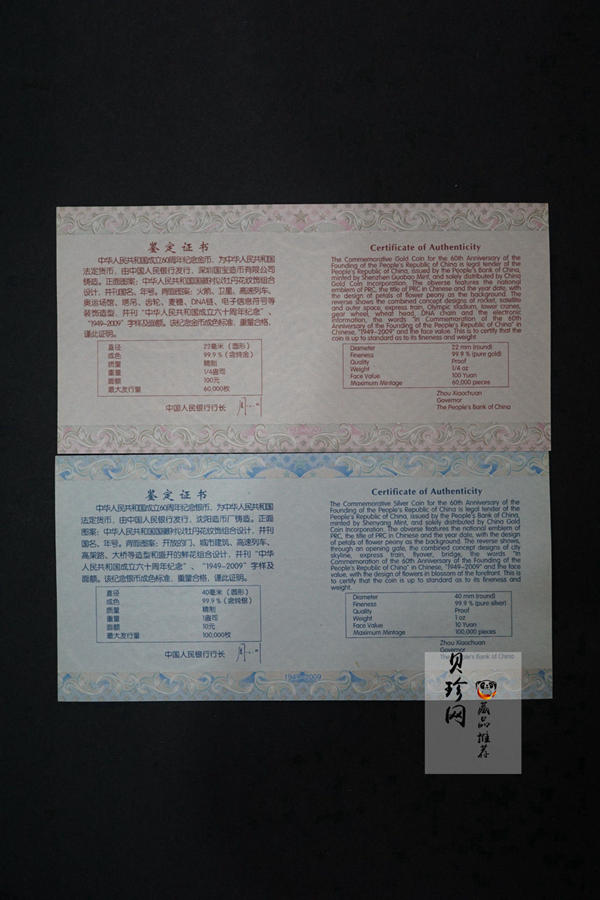 鉴定证书
中华人民共和国成立60周年纪念金币，为中华人民共和国
法定货币，由中国人民银行发行，深圳国宝造币有限公司
铸造。正面图案：中华人民共和国国徽衬以牡丹花纹饰组合
设计，并刊国名、年号。背面图案：火箭、卫星、高速列车、
奥运场馆、塔吊、齿轮、麦穗、DNA链、电子信息符号等
装饰造型，并刊“中华人民共和国成立六十周年纪念”、
“1949-2009”字样及面额。该纪念币成色标准，重量合格，
谨此证明。
直径 22毫米（圆形）
成色 99.9%（含纯金）
质量 精制
重量 1/4盎司
面额 100元
最大发行量 60,000枚
中国人民银行行长
Certificate of Authenticity
The Commemorative Gold Coin for the 60th Anniversary of the
Founding of the People's Republic of China is legal tender of the
People's Republic of China, issued by the People's Bank of China,
minted by Shenzhen Guobao Mint, and solely distributed by China
Gold Coin Incorporation. The obverse features the national
emblem of PRC, the title of PRC in Chinese and the year date, with
the design of petals of flower peony as the background. The
reverse shows the combined concept designs of rocket, satellite
and outer space, express train, Olympic stadium, tower cranes,
gear wheel, wheat head, DNA chain and the electronic
information, the words "In Commemoration of the 60th
Anniversary of the Founding of the People's Republic of China" in
Chinese, "1949-2009" and the face value. This is to certify that the
coin is up to standard as to its fineness and weight.
Diameter 22 mm (round)
Fineness 99.9 % (pure gold)
Quality Proof
Weight 1/4 oz
Face Value 100 Yuan
Maximum Mintage 60,000 pieces
Zhou Xiaochuan
Governor
The People's Bank of China
鉴定证书
中华人民共和国成立60周年纪念银币，为中华人民共和国
法定货币，由中国人民银行发行，沈阳造币厂铸造。正面
图案：中华人民共和国国徽衬以牡丹花纹饰组合设计，并刊
国名、年号。背面图案：开放的门、城市建筑、高速列车、
高架路、大桥等造型和盛开的鲜花组合设计，并刊“中华
人民共和国成立六十周年纪念”、“1949-2009”字样及
面额。该纪念银币成色标准，重量合格，谨此证明。
直径 40毫米（圆形）
成色 99.9%（含纯银）
质量 精制
重量 1盎司
面额 10元
最大发行量 100,000枚
中国人民银行行长
Certificate of Authenticity
The Commemorative Silver Coin for the 60th Anniversary of the
Founding of the People's Republic of China is legal tender of the
People's Republic of China, issued by the People's Bank of China,
minted by Shenyang Mint, and solely distributed by China Gold
Coin Incorporation. The obverse features the national emblem of
PRC, the title of PRC in Chinese and the year date, with the design
of petals of flower peony as the background. The reverse shows,
through an opening gate, the combined concept designs of city
skyline, express train, flyover, bridge, the words "In
Commemoration of the 60th Anniversary of the Founding of the
People's Republic of China" in Chinese, "1949-2009" and the face
value, with the design of flowers in blossom at the forefront. This is
to certify that the coin is up to standard as to its fineness and
weight.
Diameter 40 mm (round)
Fineness 99.9 % (pure silver)
Quality Proof
Weight 1 oz
Face Value 10 Yuan
Maximum Mintage 100,000 pieces
Zhou Xiaochuan
Governor
The People's Bank of China
1949-2009
贝珍网
藏品推荐